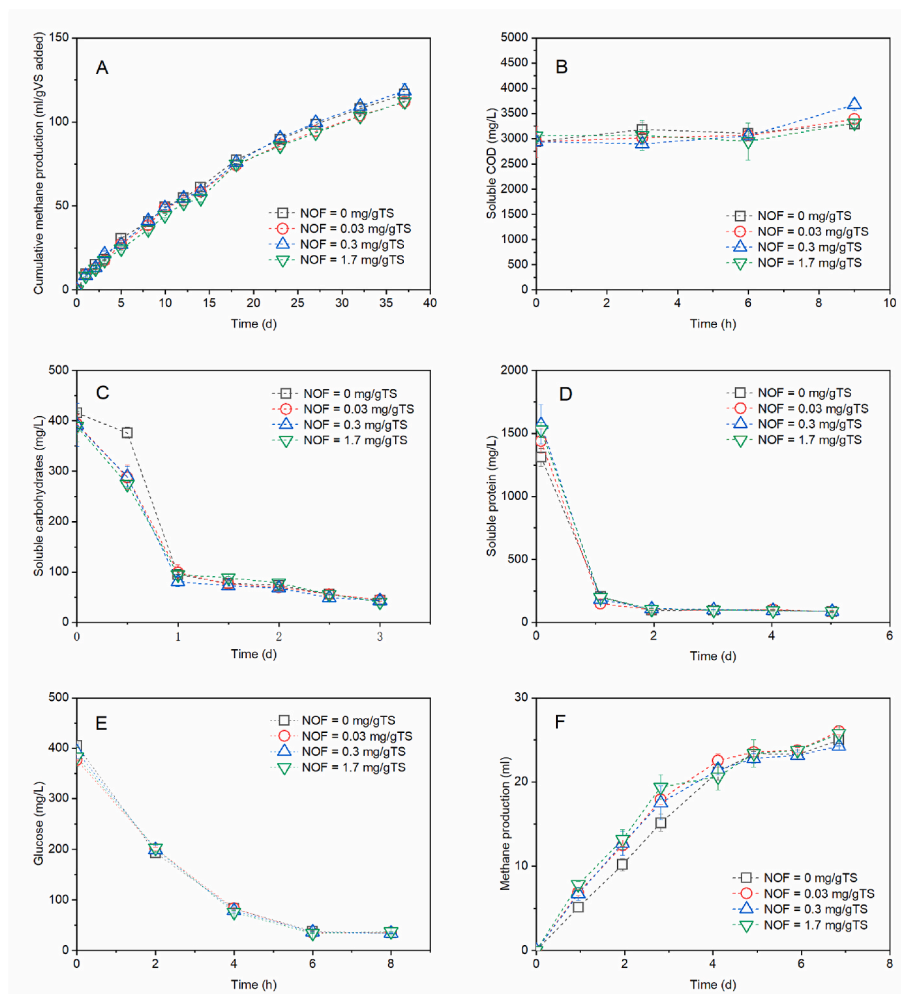 A
Cumulative methane production (ml/gVS added)
150
100
50
0
NOF = 0 mg/gTS
NOF = 0.03 mg/gTS
NOF = 0.3 mg/gTS
NOF = 1.7 mg/gTS
0 5 10 15 20 25 30 35 40
Time (d)
B
Soluble COD (mg/L)
5000
4500
4000
3500
3000
2500
2000
1500
1000
500
0
NOF = 0 mg/gTS
NOF = 0.03 mg/gTS
NOF = 0.3 mg/gTS
NOF = 1.7 mg/gTS
0 2 4 6 8 10
Time (h)
C
Soluble carbohydrates (mg/L)
500
400
300
200
100
0
NOF = 0 mg/gTS
NOF = 0.03 mg/gTS
NOF = 0.3 mg/gTS
NOF = 1.7 mg/gTS
0 1 2 3
Time (d)
D
Soluble protein (mg/L)
2000
1500
1000
500
0
NOF = 0 mg/gTS
NOF = 0.03 mg/gTS
NOF = 0.3 mg/gTS
NOF = 1.7 mg/gTS
0 2 4 6
Time (d)
E
Glucose (mg/L)
500
400
300
200
100
0
NOF = 0 mg/gTS
NOF = 0.03 mg/gTS
NOF = 0.3 mg/gTS
NOF = 1.7 mg/gTS
0 2 4 6 8
Time (h)
F
Methane production (ml)
30
20
10
0
NOF = 0 mg/gTS
NOF = 0.03 mg/gTS
NOF = 0.3 mg/gTS
NOF = 1.7 mg/gTS
0 2 4 6 8
Time (d)